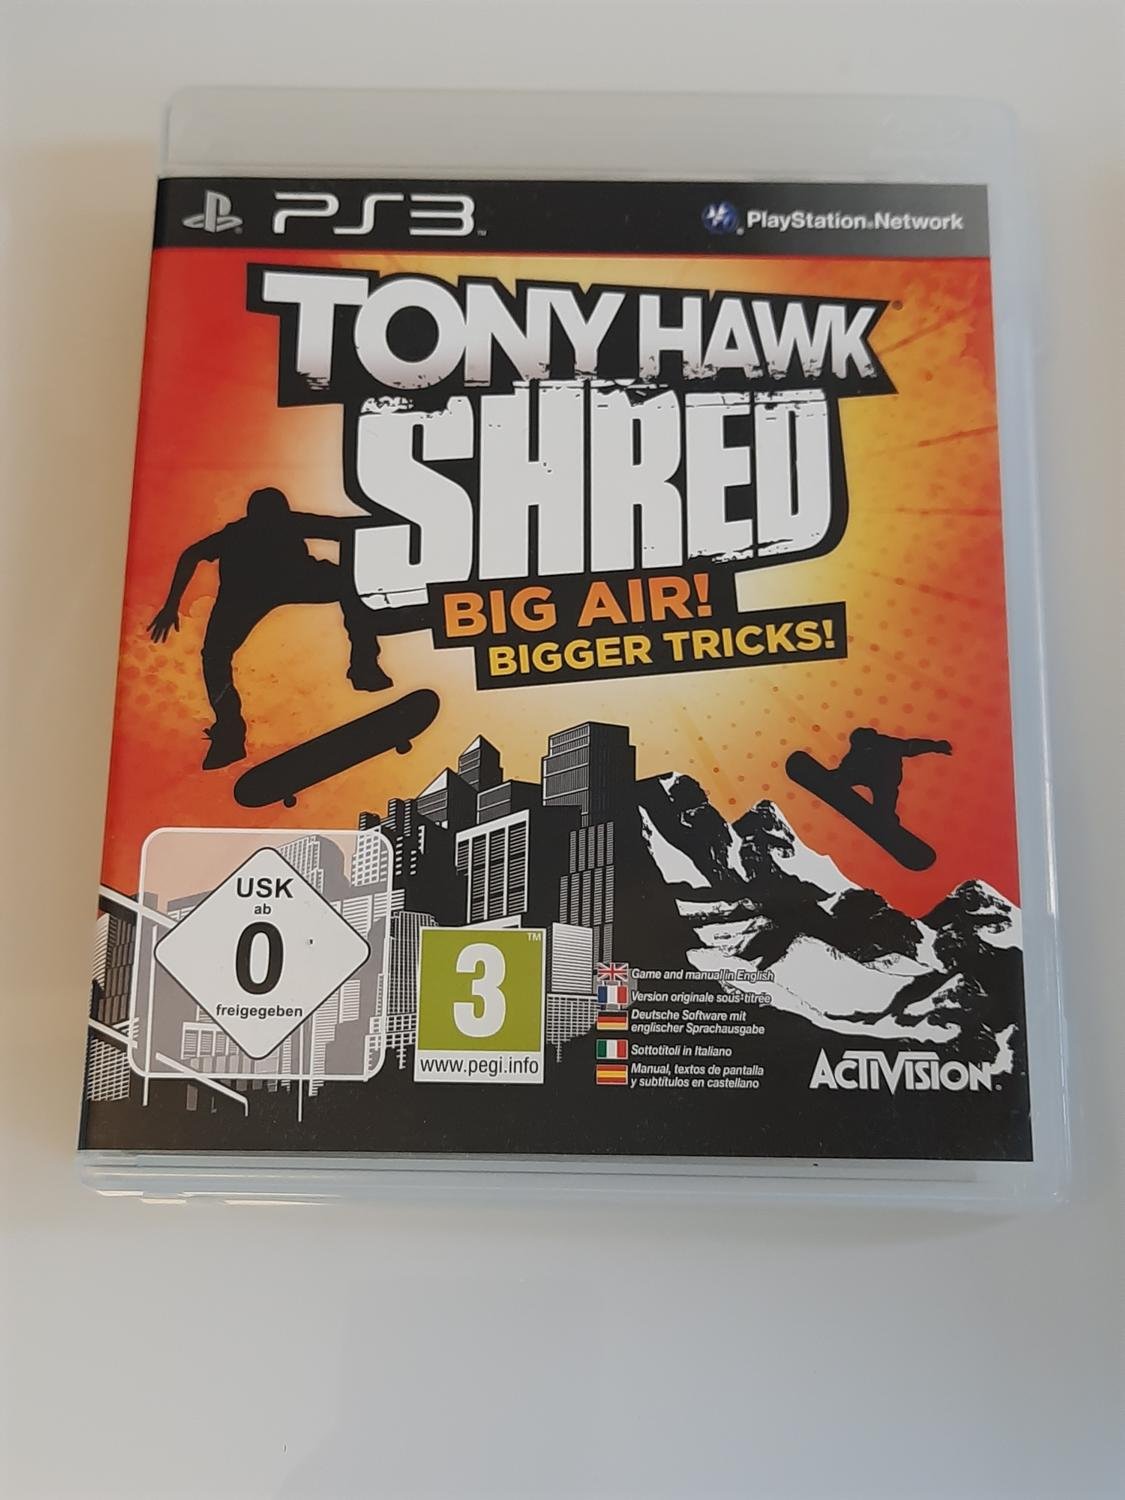 PS3
PlayStation Network
TONY HAWK
SHRED
BIG AIR!
BIGGER TRICKS!
USK
ab
0
freigegeben
3
www.pegi.info
Game and manual in English
Version originale sous-titrée
Deutsche Software mit
englischer Sprachausgabe
Sottotitoli in Italiano
Manual, textos de pantalla
y subtítulos en castellano
ACTIVISION